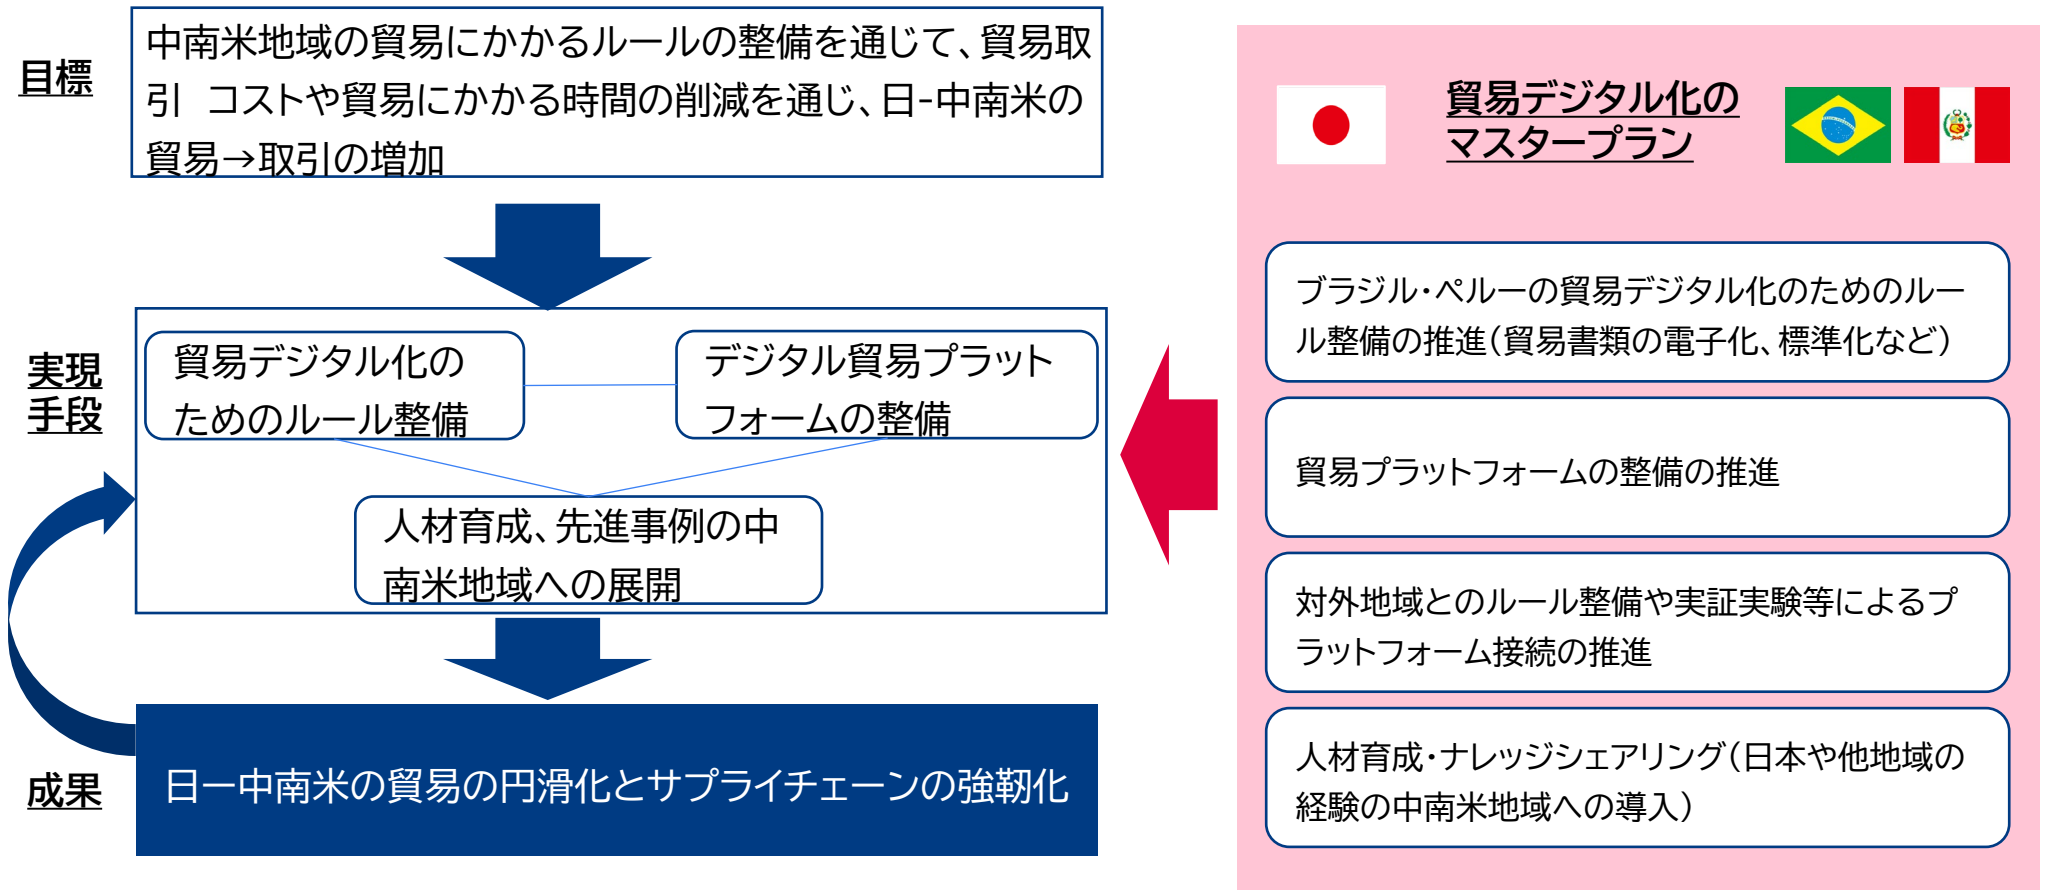 目標
中南米地域の貿易にかかるルールの整備を通じて、貿易取
引　コストや貿易にかかる時間の削減を通じ、日-中南米の
貿易→取引の増加
実現
手段
貿易デジタル化の
ためのルール整備
デジタル貿易プラット
フォームの整備
人材育成、先進事例の中
南米地域への展開
成果
日ー中南米の貿易の円滑化とサプライチェーンの強靭化
貿易デジタル化の
マスタープラン
ブラジル・ペルーの貿易デジタル化のためのルー
ル整備の推進(貿易書類の電子化、標準化など)
貿易プラットフォームの整備の推進
対外地域とのルール整備や実証実験等によるプ
ラットフォーム接続の推進
人材育成・ナレッジシェアリング(日本や他地域の
経験の中南米地域への導入)